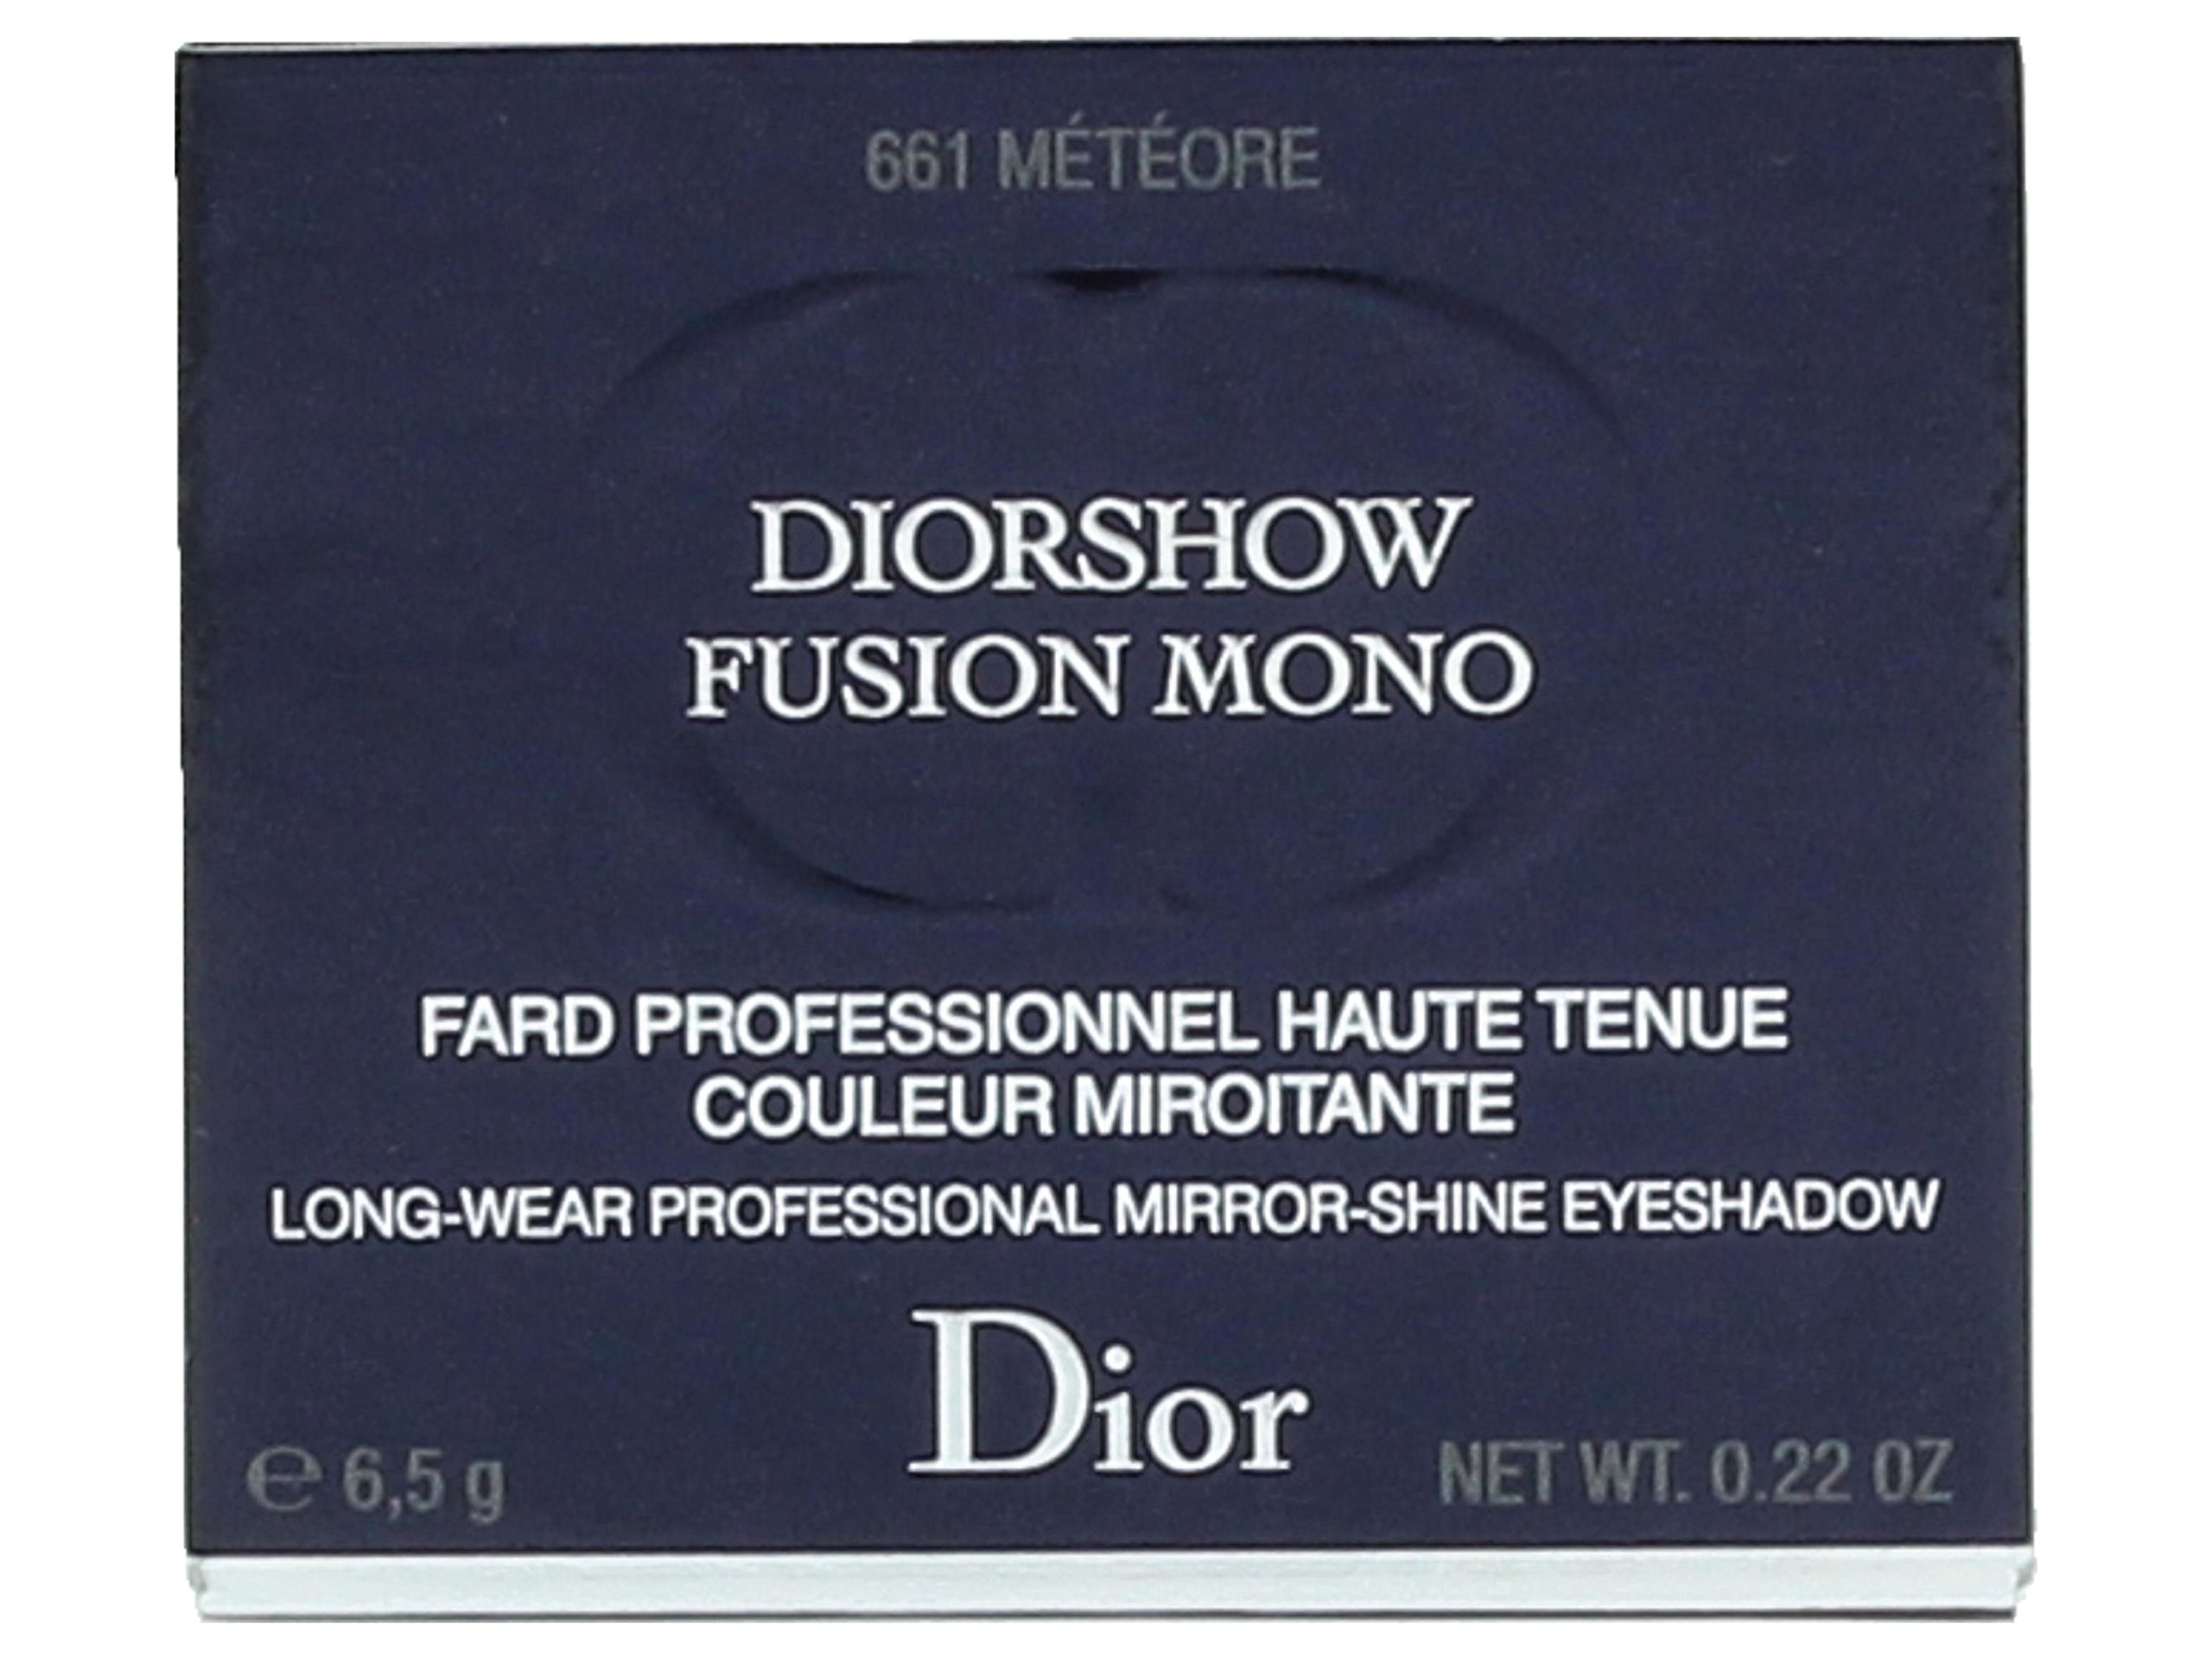 661 MÉTÉORE
DIORSHOW
FUSION MONO
FARD PROFESSIONNEL HAUTE TENUE
COULEUR MIROITANTE
LONG-WEAR PROFESSIONAL MIRROR-SHINE EYESHADOW
Dior
℮ 6,5 g
NET WT. 0.22 OZ